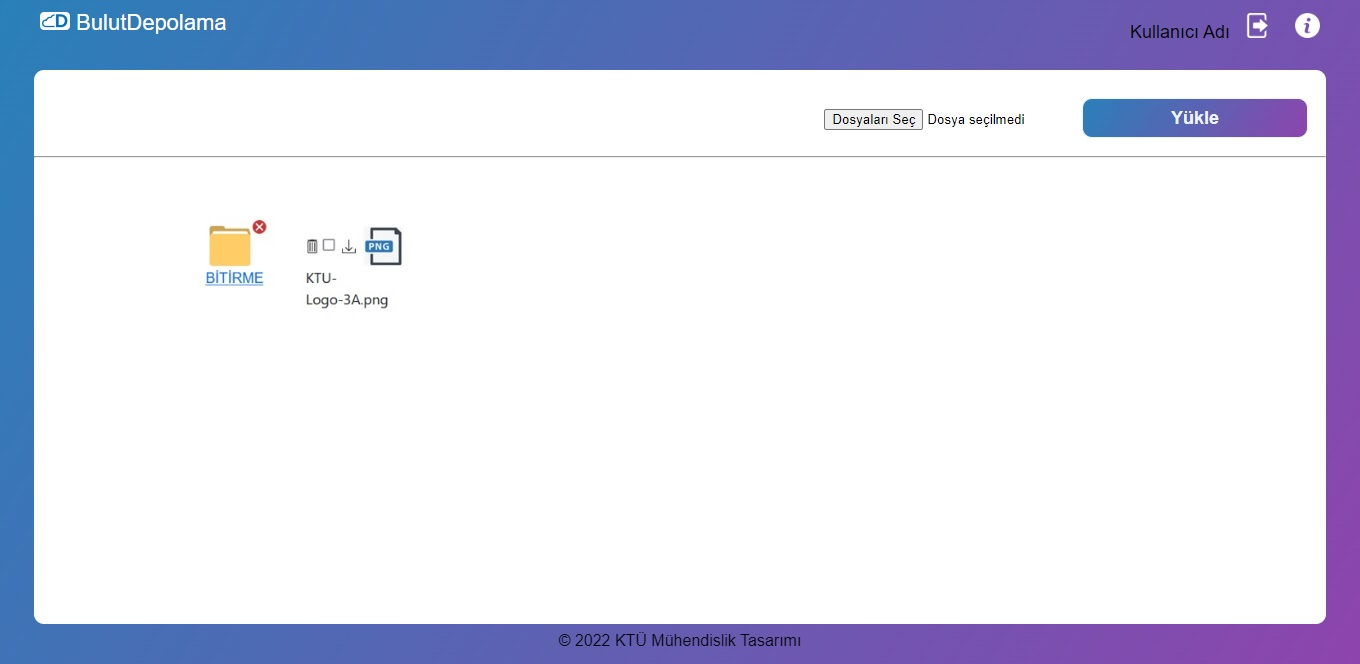 BulutDepolama
Kullanıcı Adı
Dosyaları Seç Dosya seçilmedi
Yükle
BİTİRME
PNG
KTU-
Logo-3A.png
© 2022 KTÜ Mühendislik Tasarımı